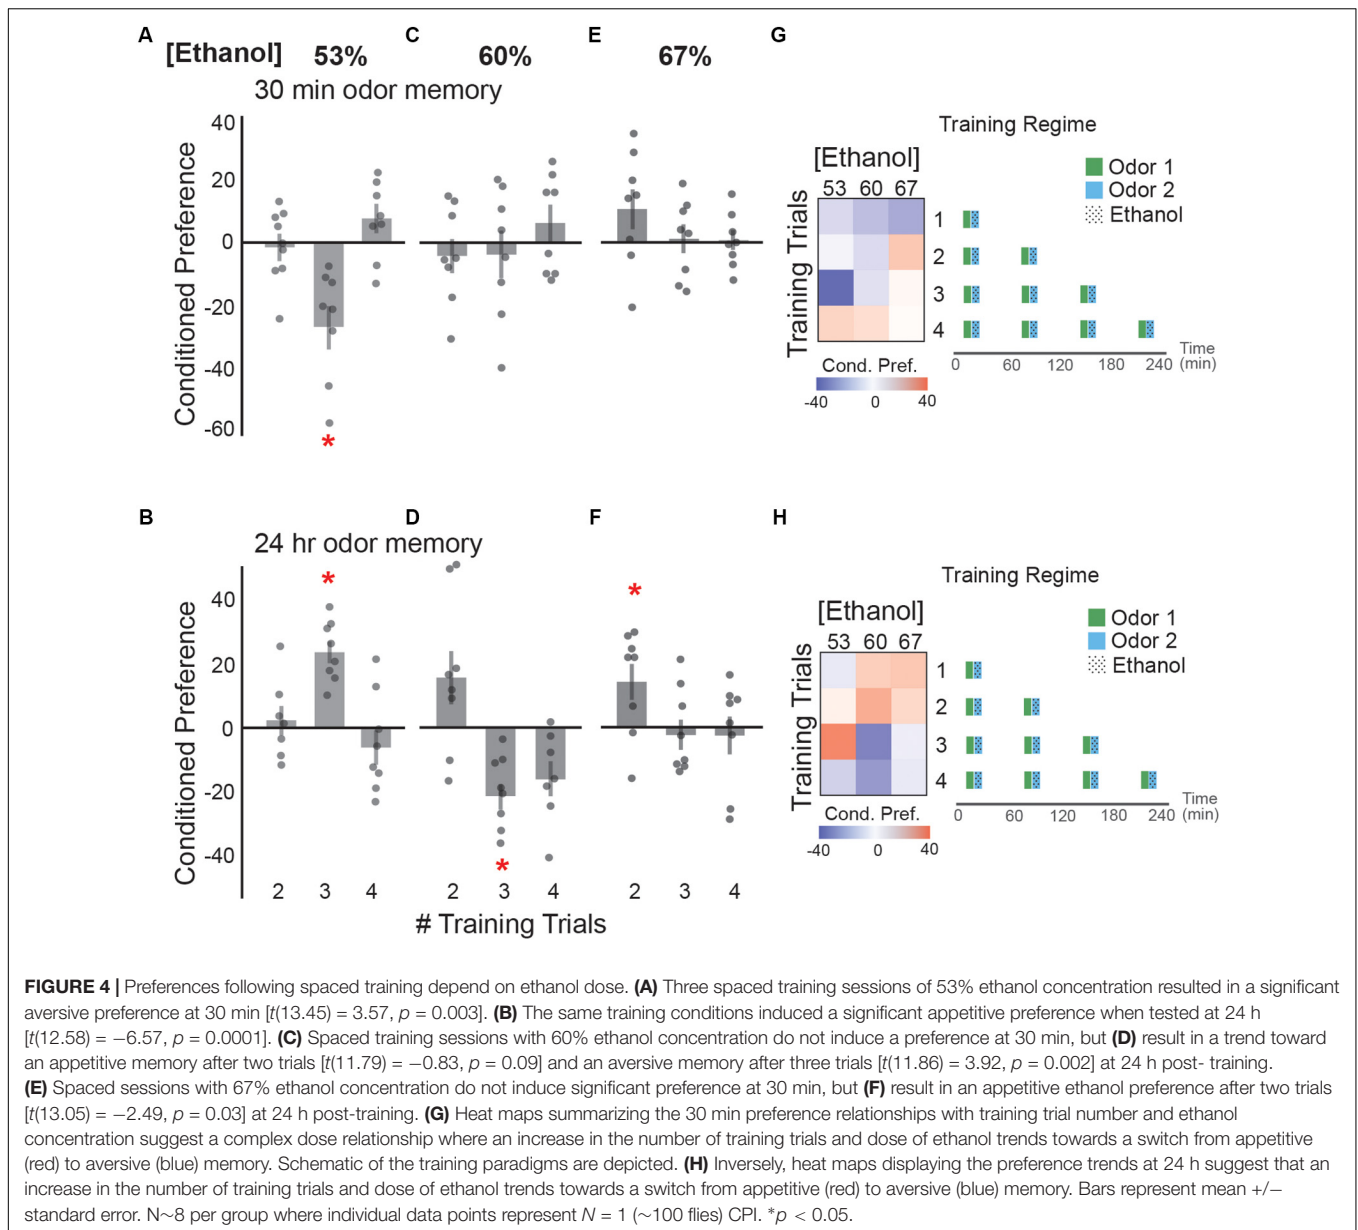 A
C
E
G
[Ethanol] 53% 60% 67%
30 min odor memory
Training Regime
40
20
0
-20
-40
-60
Conditioned Preference
*
[Ethanol]
53 60 67
Training Trials
1
2
3
4
Odor 1
Odor 2
Ethanol
Cond. Pref.
-40 0 40
0 60 120 180 240
Time
(min)
B
D
F
H
24 hr odor memory
Training Regime
40
20
0
-20
-40
Conditioned Preference
*
*
*
2 3 4 2 3 4 2 3 4
# Training Trials
[Ethanol]
53 60 67
Training Trials
1
2
3
4
Odor 1
Odor 2
Ethanol
Cond. Pref.
-40 0 40
0 60 120 180 240
Time
(min)
FIGURE 4 | Preferences following spaced training depend on ethanol dose. (A) Three spaced training sessions of 53% ethanol concentration resulted in a significant
aversive preference at 30 min [t(13.45) = 3.57, p = 0.003]. (B) The same training conditions induced a significant appetitive preference when tested at 24 h
[t(12.58) = −6.57, p = 0.0001]. (C) Spaced training sessions with 60% ethanol concentration do not induce a preference at 30 min, but (D) result in a trend toward
an appetitive memory after two trials [t(11.79) = −0.83, p = 0.09] and an aversive memory after three trials [t(11.86) = 3.92, p = 0.002] at 24 h post- training.
(E) Spaced sessions with 67% ethanol concentration do not induce significant preference at 30 min, but (F) result in an appetitive ethanol preference after two trials
[t(13.05) = −2.49, p = 0.03] at 24 h post-training. (G) Heat maps summarizing the 30 min preference relationships with training trial number and ethanol
concentration suggest a complex dose relationship where an increase in the number of training trials and dose of ethanol trends towards a switch from appetitive
(red) to aversive (blue) memory. Schematic of the training paradigms are depicted. (H) Inversely, heat maps displaying the preference trends at 24 h suggest that an
increase in the number of training trials and dose of ethanol trends towards a switch from appetitive (red) to aversive (blue) memory. Bars represent mean +/−
standard error. N∼8 per group where individual data points represent N = 1 (∼100 flies) CPI. *p < 0.05.